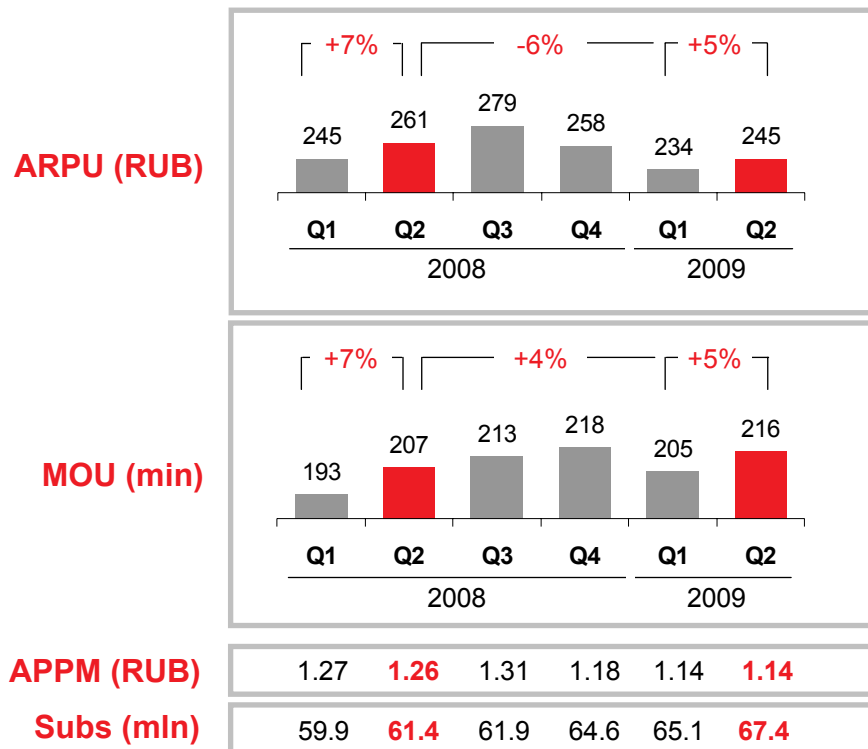 +7% -6% +5%
279
261 258
245 234 245
ARPU (RUB)
Q1 Q2 Q3 Q4 Q1 Q2
2008 2009
+7% +4% +5%
218 216
207 213 205
193
MOU (min)
Q1 Q2 Q3 Q4 Q1 Q2
2008 2009
APPM (RUB) 1.27 1.26 1.31 1.18 1.14 1.14
Subs (mln) 59.9 61.4 61.9 64.6 65.1 67.4